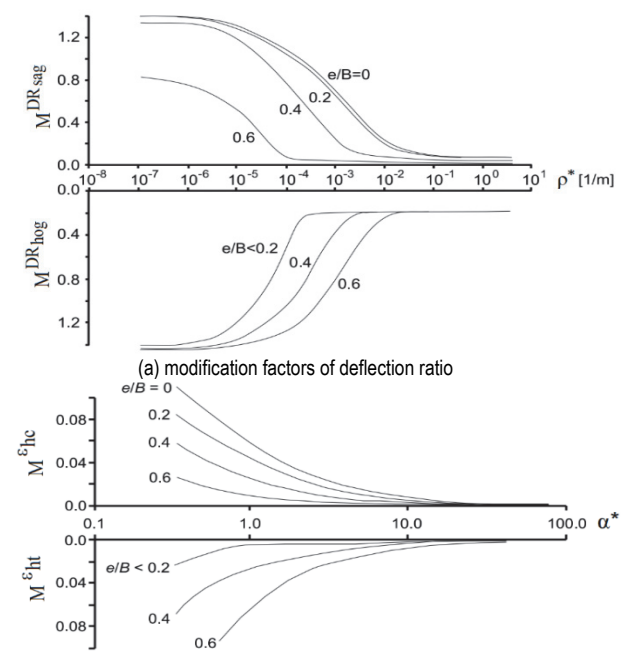 1.2
0.8
0.4
0.0
M^DR sag
e/B=0
0.2
0.4
0.6
10^-8 10^-7 10^-6 10^-5 10^-4 10^-3 10^-2 10^-1 10^0 10^1 ρ* [1/m]
0.0
0.4
0.8
1.2
M^DR hog
e/B<0.2
0.4
0.6
(a) modification factors of deflection ratio
e/B = 0
0.2
0.4
0.6
0.08
0.04
0.0
M^εhc
0.1 1.0 10.0 100.0 α*
0.0
0.04
0.08
M^εht
e/B < 0.2
0.4
0.6